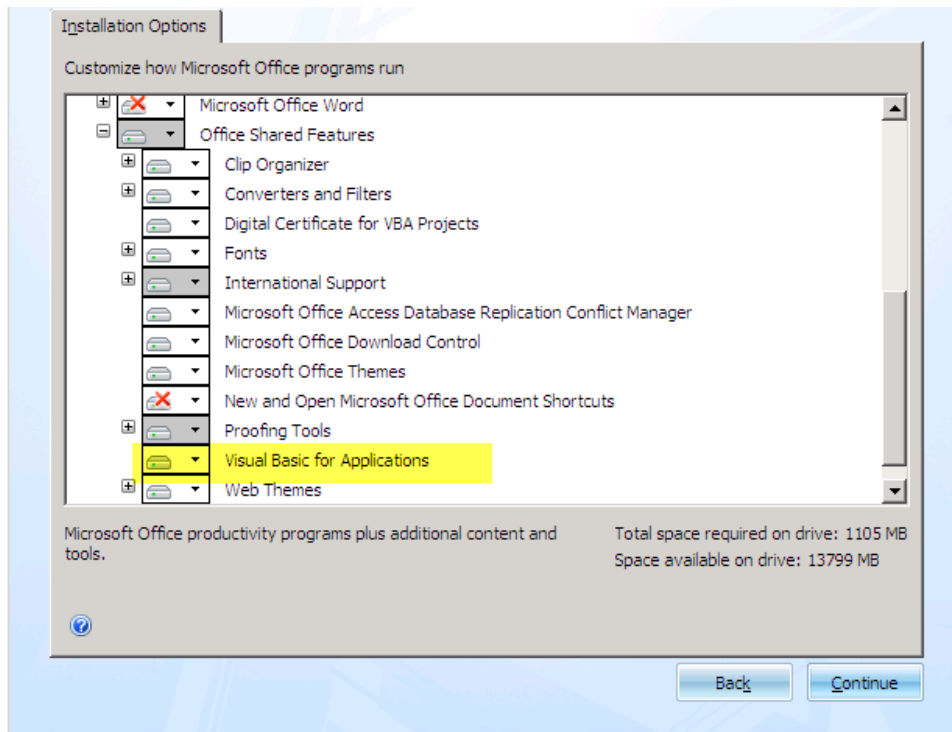 Installation Options
Customize how Microsoft Office programs run
Microsoft Office Word
Office Shared Features
Clip Organizer
Converters and Filters
Digital Certificate for VBA Projects
Fonts
International Support
Microsoft Office Access Database Replication Conflict Manager
Microsoft Office Download Control
Microsoft Office Themes
New and Open Microsoft Office Document Shortcuts
Proofing Tools
Visual Basic for Applications
Web Themes
Microsoft Office productivity programs plus additional content and
tools.
Total space required on drive: 1105 MB
Space available on drive: 13799 MB
Back
Continue